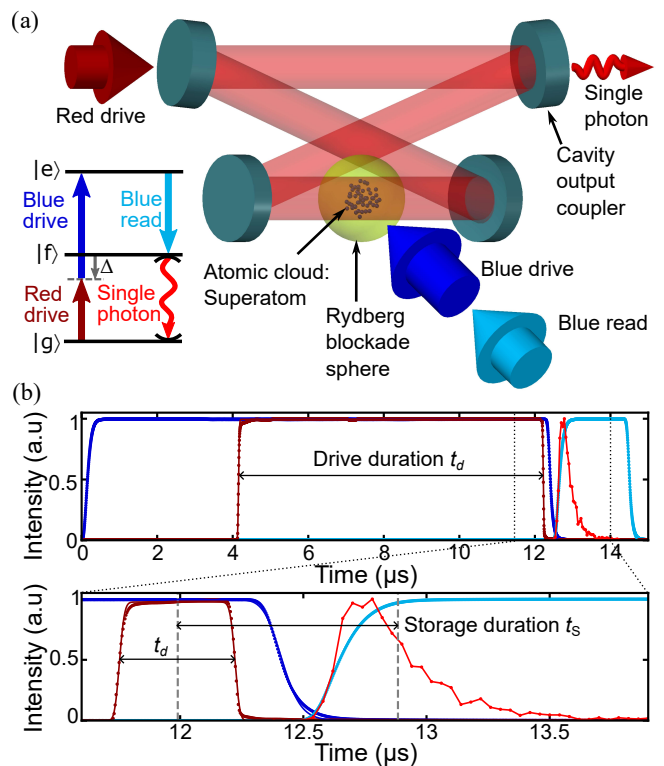 (a)
Red drive
Single
photon
Cavity
output
coupler
|e⟩
Blue
drive
Blue
read
|f⟩
Δ
Red
drive
Single
photon
|g⟩
Atomic cloud:
Superatom
Rydberg
blockade
sphere
Blue drive
Blue read
(b)
Intensity (a.u)
1
0.5
0
Drive duration t_d
0 2 4 6 8 10 12 14
Time (μs)
Intensity (a.u)
1
0.5
0
t_d
Storage duration t_S
12 12.5 13 13.5
Time (μs)